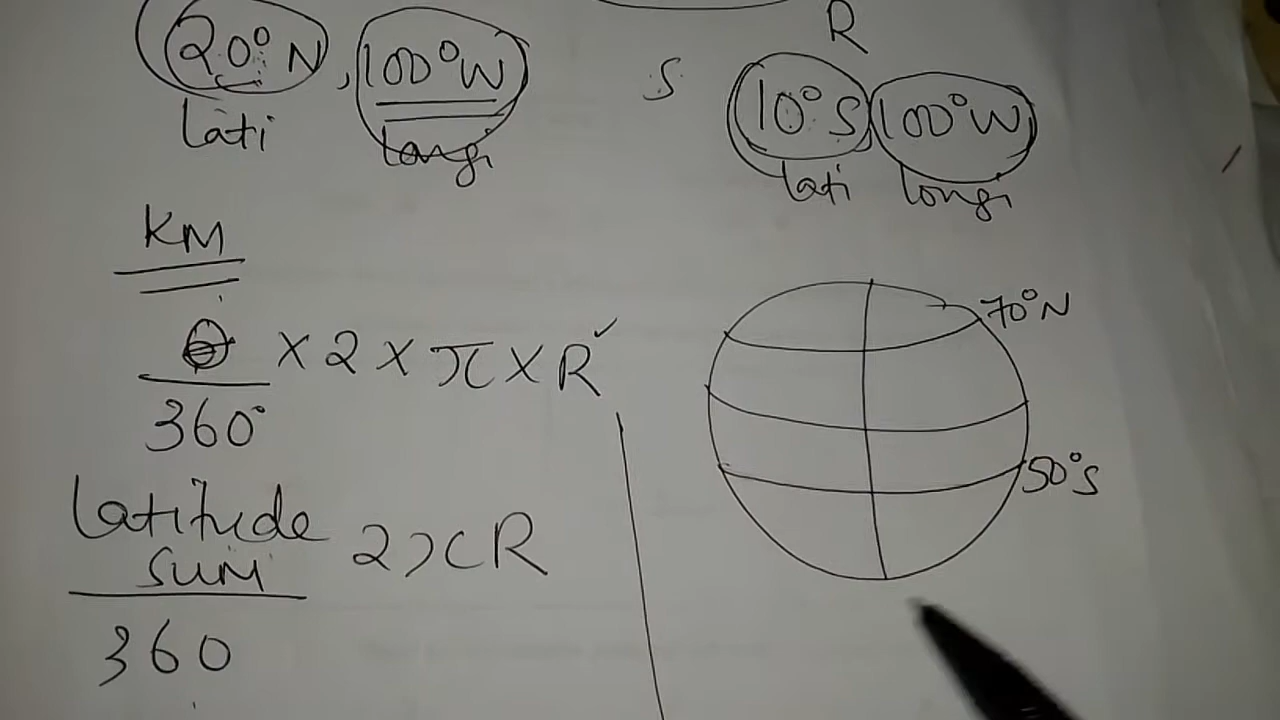 20°N, 100°W
lati longi
R
S
10°S 100°W
lati longi
KM
θ × 2 × π × R
360°
latitude
sum 2πR
360
70°N
50°S